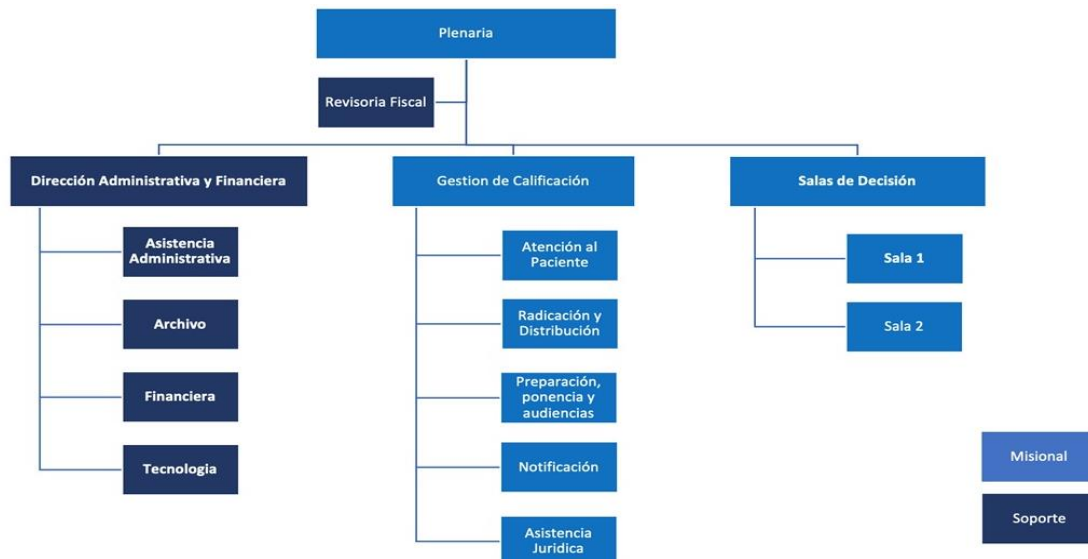 Plenaria
Revisoria Fiscal
Dirección Administrativa y Financiera
Gestion de Calificación
Salas de Decisión
Asistencia
Administrativa
Archivo
Financiera
Tecnologia
Atención al
Paciente
Radicación y
Distribución
Preparación,
ponencia y
audiencias
Notificación
Asistencia
Juridica
Sala 1
Sala 2
Misional
Soporte